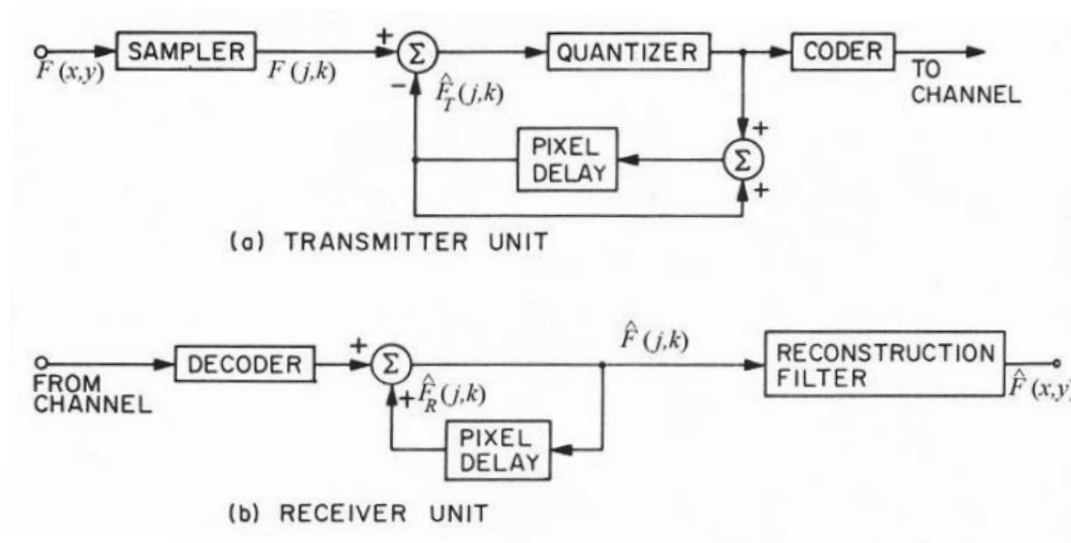 +
SAMPLER
QUANTIZER
CODER
F (x,y)
F (j,k)
-
F̂_T (j,k)
TO
CHANNEL
+
PIXEL
DELAY
Σ
Σ
+
(a) TRANSMITTER UNIT
F̂ (j,k)
DECODER
+
Σ
RECONSTRUCTION
FILTER
FROM
CHANNEL
+
F̂_R (j,k)
F̂ (x,y)
PIXEL
DELAY
(b) RECEIVER UNIT